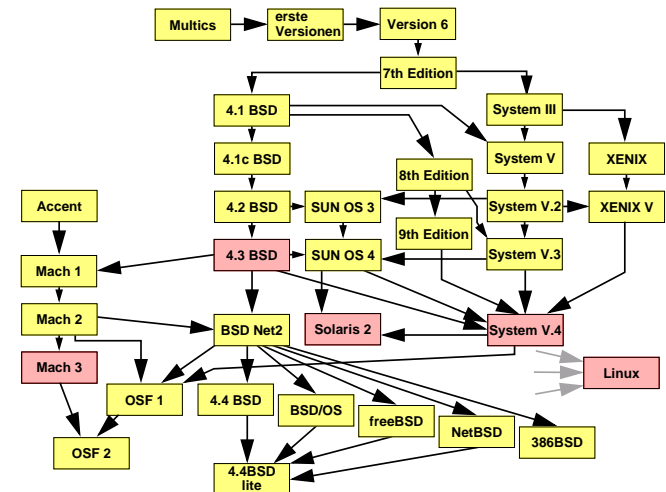 Multics
erste
Versionen
Version 6
7th Edition
4.1 BSD
System III
4.1c BSD
System V
XENIX
8th Edition
Accent
4.2 BSD
SUN OS 3
System V.2
XENIX V
9th Edition
4.3 BSD
SUN OS 4
System V.3
Mach 1
Mach 2
BSD Net2
Solaris 2
System V.4
Mach 3
Linux
OSF 1
4.4 BSD
BSD/OS
freeBSD
NetBSD
386BSD
OSF 2
4.4BSD
lite